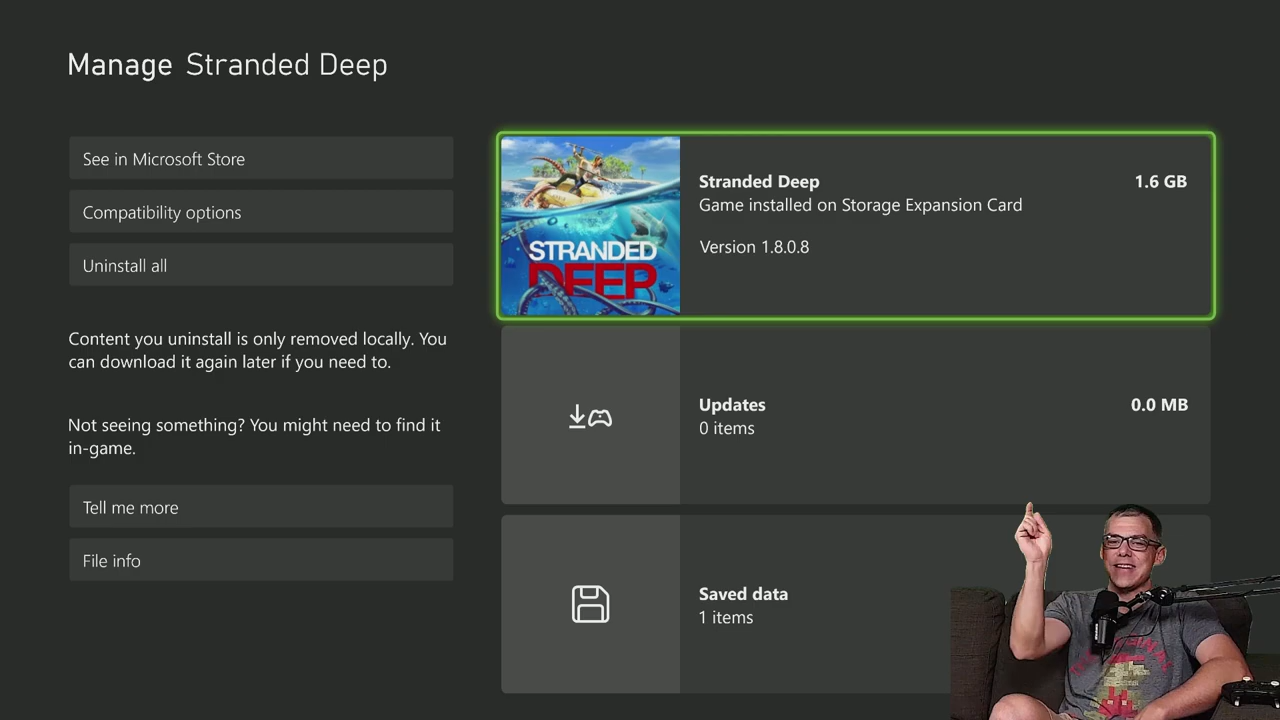 Manage Stranded Deep
See in Microsoft Store
Compatibility options
Uninstall all
Content you uninstall is only removed locally. You
can download it again later if you need to.
Not seeing something? You might need to find it
in-game.
Tell me more
File info
STRANDED
DEEP
Stranded Deep 1.6 GB
Game installed on Storage Expansion Card
Version 1.8.0.8
Updates 0.0 MB
0 items
Saved data
1 items